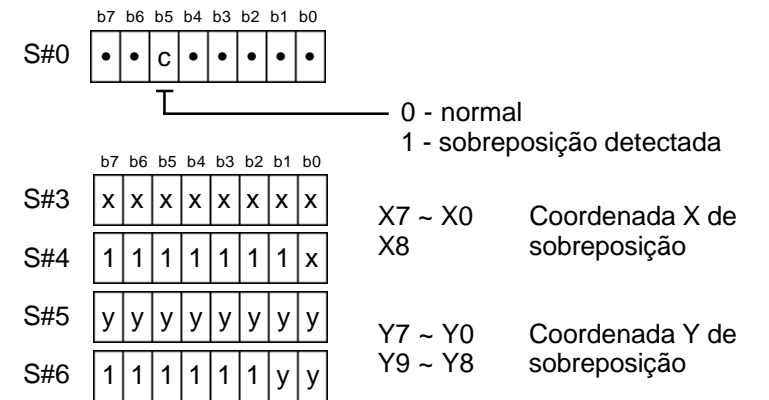 b7 b6 b5 b4 b3 b2 b1 b0
S#0 • • c • • • • •
0 - normal
1 - sobreposição detectada
b7 b6 b5 b4 b3 b2 b1 b0
S#3 x x x x x x x x
X7 ~ X0 Coordenada X de
S#4 1 1 1 1 1 1 1 x
X8 sobreposição
S#5 y y y y y y y y
Y7 ~ Y0 Coordenada Y de
S#6 1 1 1 1 1 1 y y
Y9 ~ Y8 sobreposição